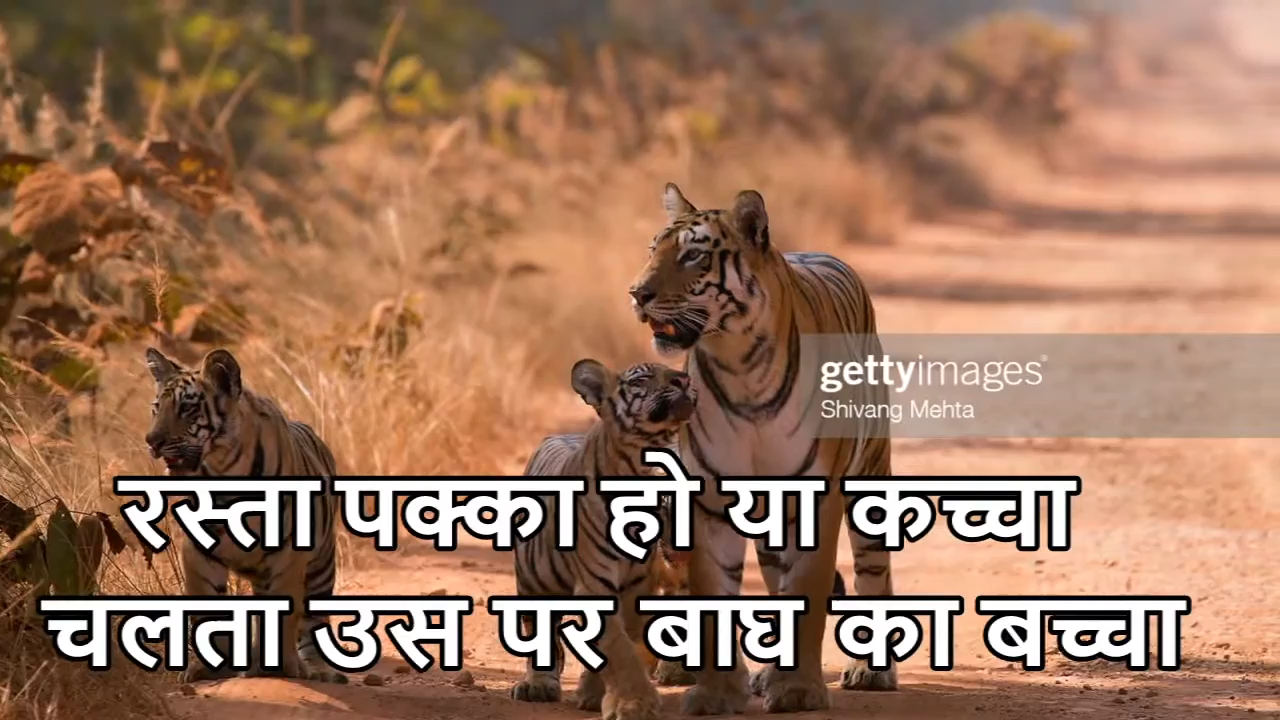 gettyimages®
Shivang Mehta
रस्ता पक्का हो या कच्चा
चलता उस पर बाघ का बच्चा